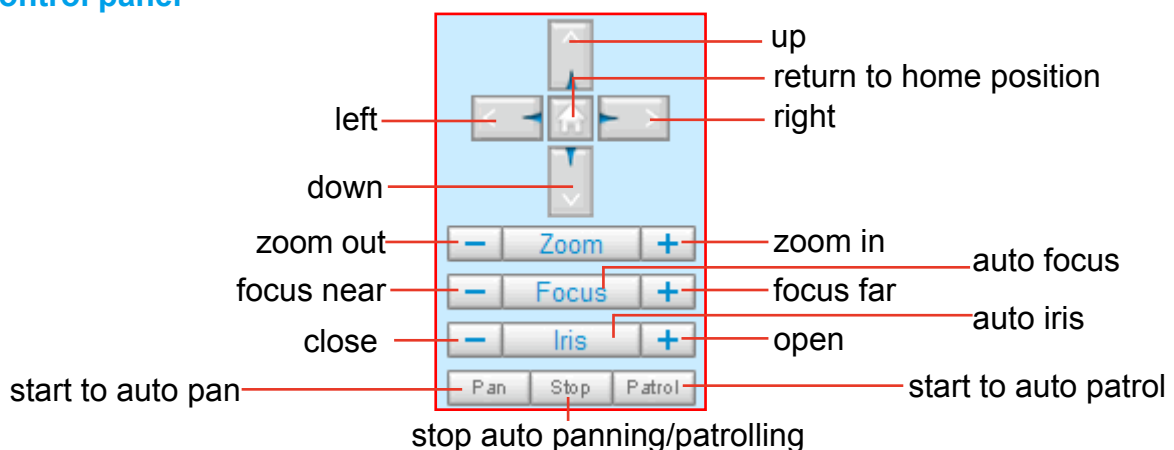 ontrol panel
up
return to home position
left
right
down
zoom out
Zoom
zoom in
auto focus
focus near
Focus
focus far
auto iris
close
Iris
open
start to auto pan
Pan
Stop
Patrol
start to auto patrol
stop auto panning/patrolling